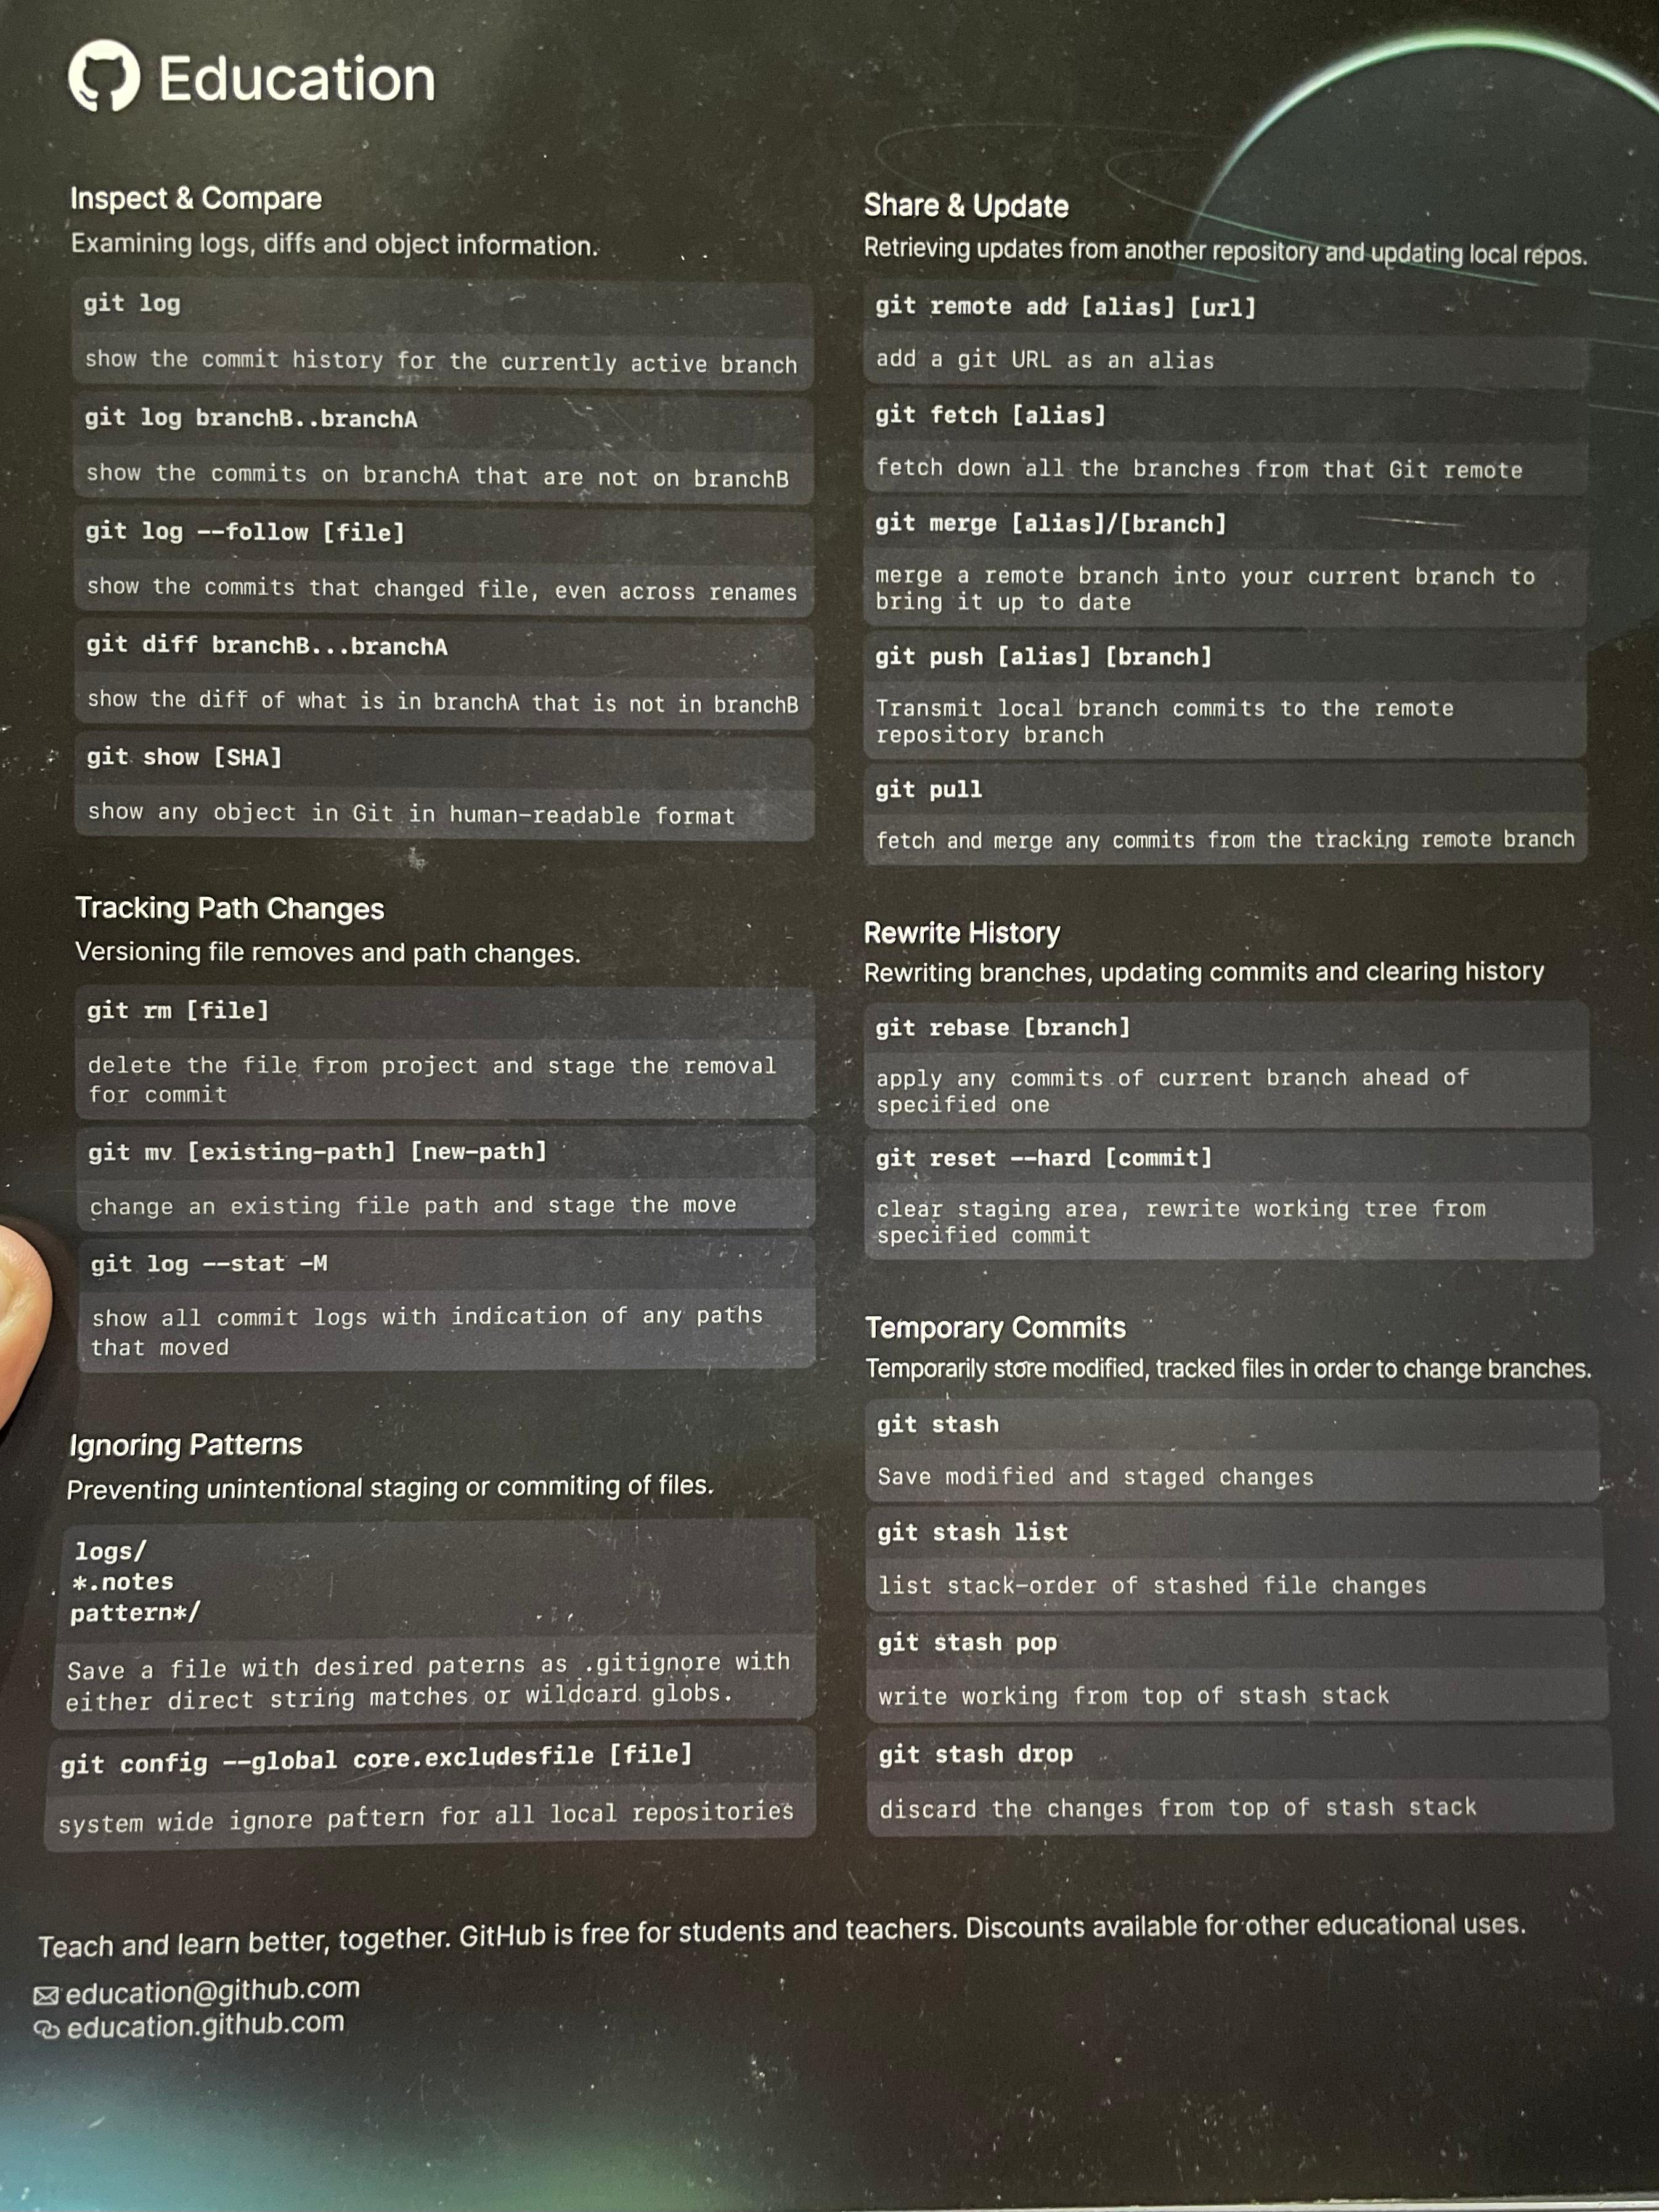 Education
Inspect & Compare
Examining logs, diffs and object information.
git log
show the commit history for the currently active branch
git log branchB..branchA
show the commits on branchA that are not on branchB
git log --follow [file]
show the commits that changed file, even across renames
git diff branchB...branchA
show the diff of what is in branchA that is not in branchB
git show [SHA]
show any object in Git in human-readable format
Tracking Path Changes
Versioning file removes and path changes.
git rm [file]
delete the file from project and stage the removal
for commit
git mv [existing-path] [new-path]
change an existing file path and stage the move
git log --stat -M
show all commit logs with indication of any paths
that moved
Ignoring Patterns
Preventing unintentional staging or commiting of files.
logs/
*.notes
pattern*/
Save a file with desired paterns as .gitignore with
either direct string matches or wildcard globs.
git config --global core.excludesfile [file]
system wide ignore pattern for all local repositories
Share & Update
Retrieving updates from another repository and updating local repos.
git remote add [alias] [url]
add a git URL as an alias
git fetch [alias]
fetch down all the branches from that Git remote
git merge [alias]/[branch]
merge a remote branch into your current branch to
bring it up to date
git push [alias] [branch]
Transmit local branch commits to the remote
repository branch
git pull
fetch and merge any commits from the tracking remote branch
Rewrite History
Rewriting branches, updating commits and clearing history
git rebase [branch]
apply any commits of current branch ahead of
specified one
git reset --hard [commit]
clear staging area, rewrite working tree from
specified commit
Temporary Commits
Temporarily store modified, tracked files in order to change branches.
git stash
Save modified and staged changes
git stash list
list stack-order of stashed file changes
git stash pop
write working from top of stash stack
git stash drop
discard the changes from top of stash stack
Teach and learn better, together. GitHub is free for students and teachers. Discounts available for other educational uses.
education@github.com
education.github.com